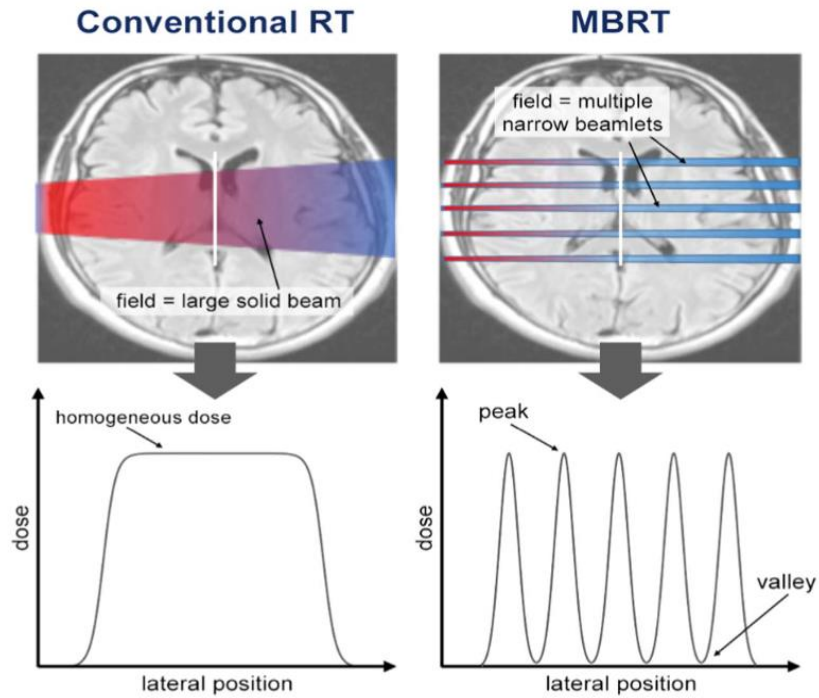 Conventional RT
MBRT
field = multiple
narrow beamlets
field = large solid beam
homogeneous dose
dose
lateral position
peak
valley
dose
lateral position